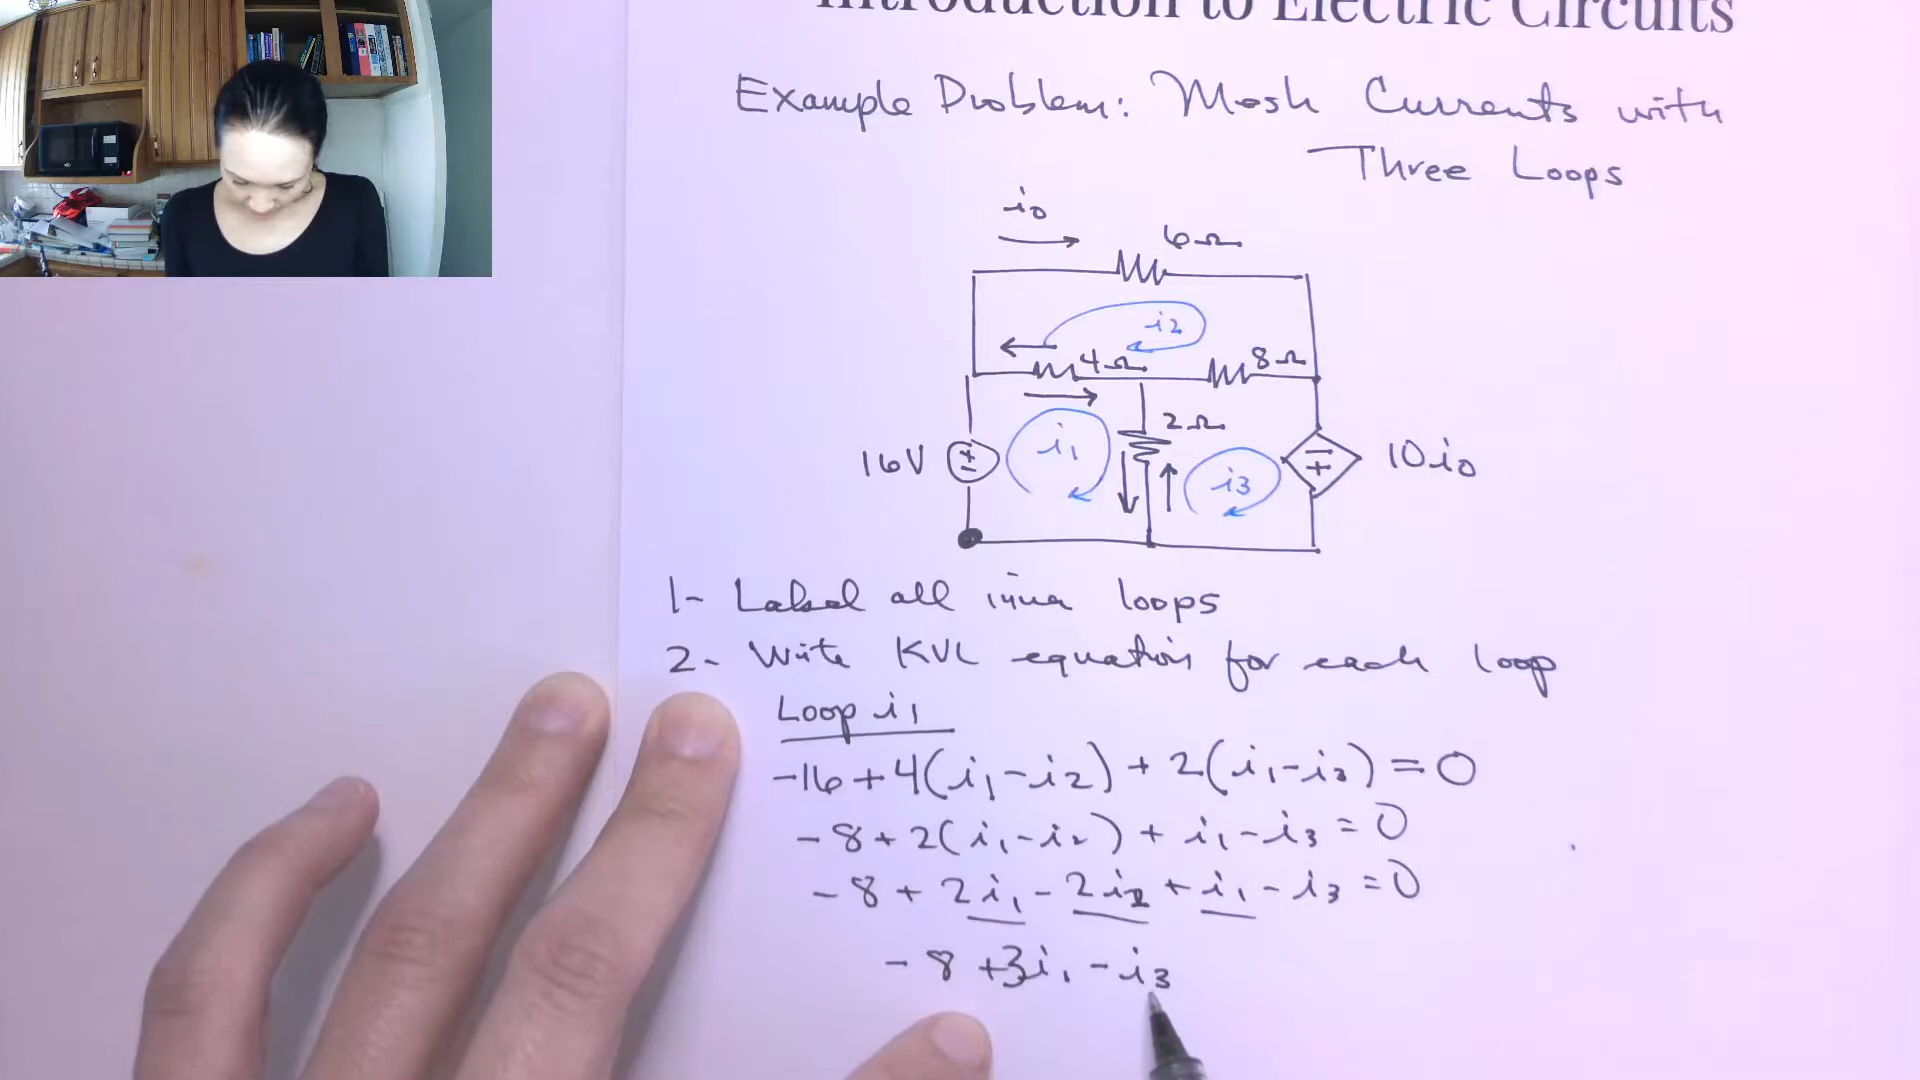 Introduction to Electric Circuits
Example Problem: Mesh Currents with
Three Loops
i0
6Ω
i2
4Ω
8Ω
2Ω
16V
+
-
i1
i3
-
+
10i0
1- Label all inner loops
2- Write KVL equation for each loop
Loop i1
-16+4(i1-i2)+2(i1-i3)=0
-8+2(i1-i2)+i1-i3=0
-8+2i1-2i2+i1-i3=0
-8+3i1-i3